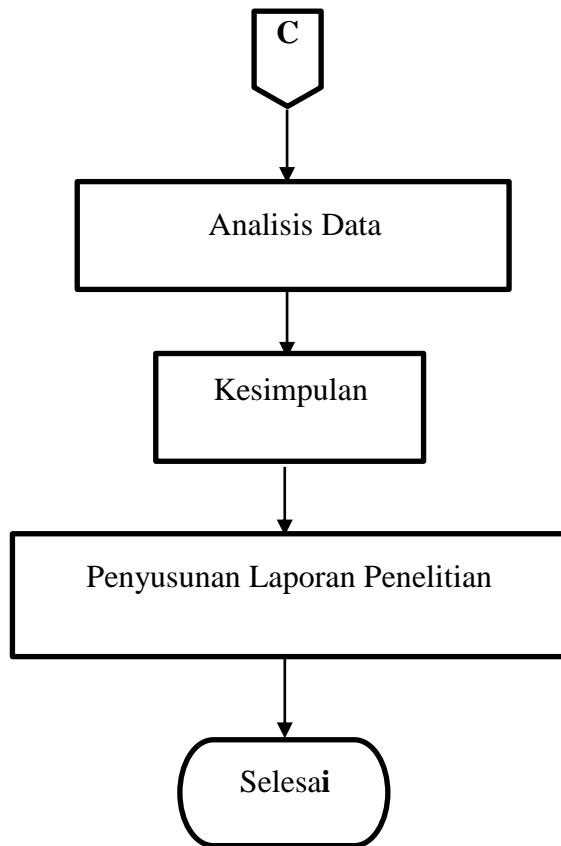 C
Analisis Data
Kesimpulan
Penyusunan Laporan Penelitian
Selesai